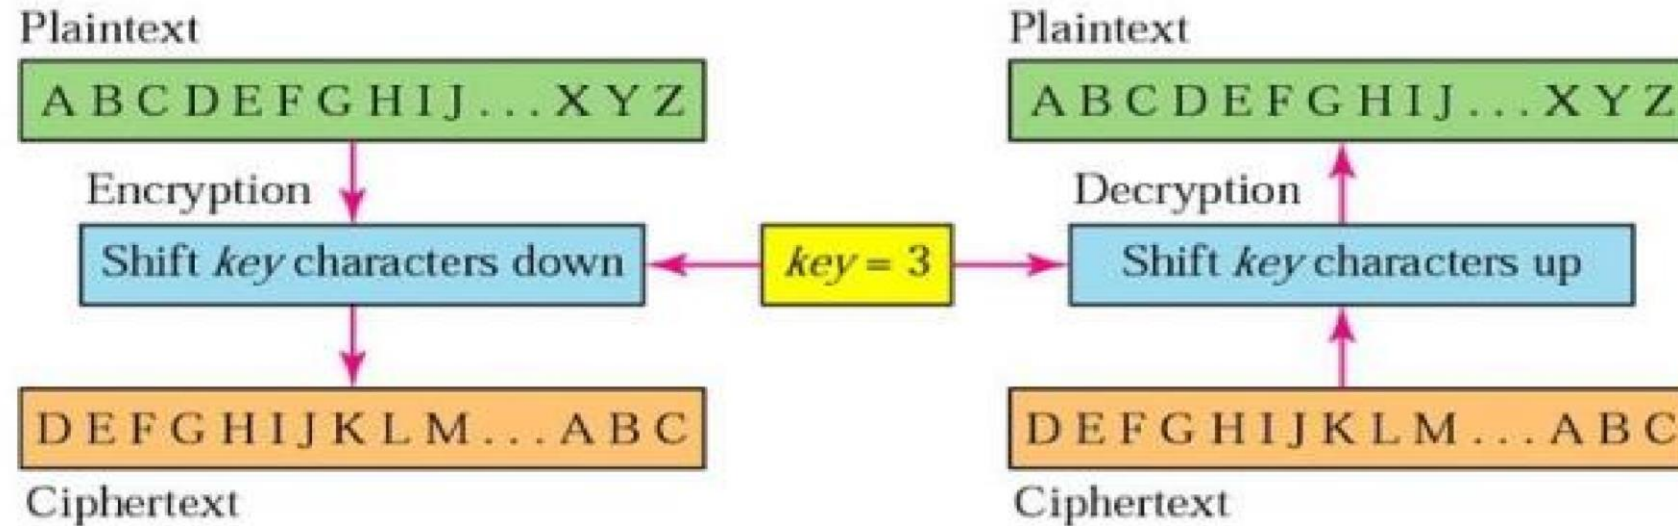 Plaintext
A B C D E F G H I J . . . X Y Z
Encryption
Shift key characters down
D E F G H I J K L M . . . A B C
Ciphertext
key = 3
Plaintext
A B C D E F G H I J . . . X Y Z
Decryption
Shift key characters up
D E F G H I J K L M . . . A B C
Ciphertext